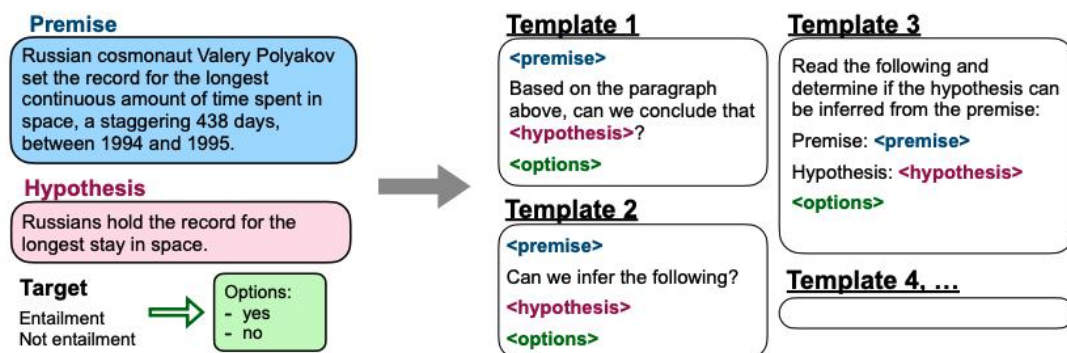 Premise
Russian cosmonaut Valery Polyakov
set the record for the longest
continuous amount of time spent in
space, a staggering 438 days,
between 1994 and 1995.
Hypothesis
Russians hold the record for the
longest stay in space.
Target
Entailment
Not entailment
Options:
- yes
- no
Template 1
<premise>
Based on the paragraph
above, can we conclude that
<hypothesis>?
<options>
Template 2
<premise>
Can we infer the following?
<hypothesis>
<options>
Template 3
Read the following and
determine if the hypothesis can
be inferred from the premise:
Premise: <premise>
Hypothesis: <hypothesis>
<options>
Template 4, ...